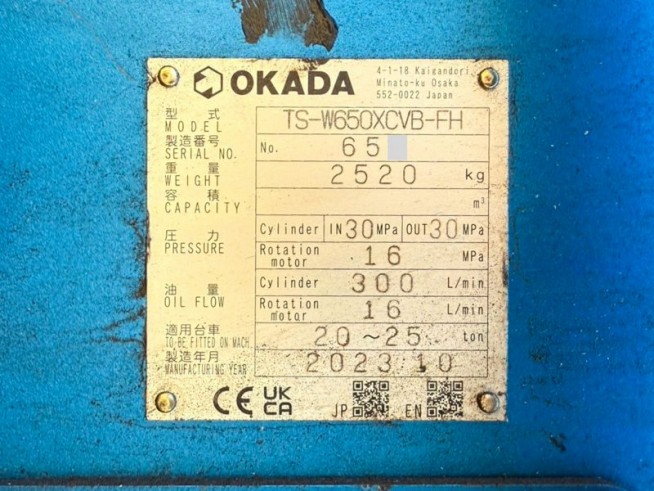 OKADA
4-1-18 Kaigandori
Minato-ku Osaka
552-0022 Japan
型式 TS-W650XCVB-FH
MODEL
製造番号 No. 65
SERIAL NO.
重量 2520 kg
WEIGHT
容積 m³
CAPACITY
圧力 Cylinder IN 30 MPa OUT 30 MPa
PRESSURE Rotation motor 16 MPa
油量 Cylinder 300 L/min
OIL FLOW Rotation motor 16 L/min
適用台車 20~25 ton
TO BE FITTED ON MACH.
製造年月 2023 10
MANUFACTURING YEAR
CE UK CA JP EN